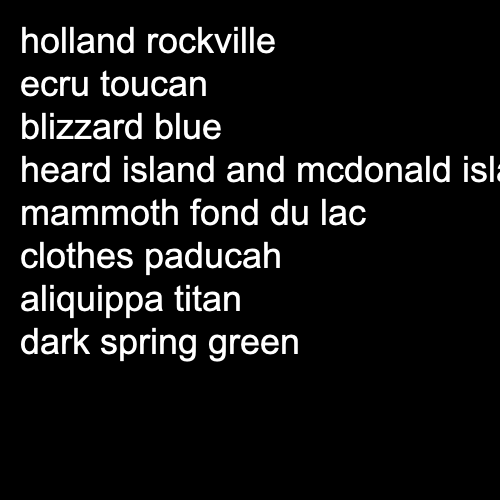 holland rockville
ecru toucan
blizzard blue
heard island and mcdonald
mammoth fond du lac
clothes paducah
aliquippa titan
dark spring green